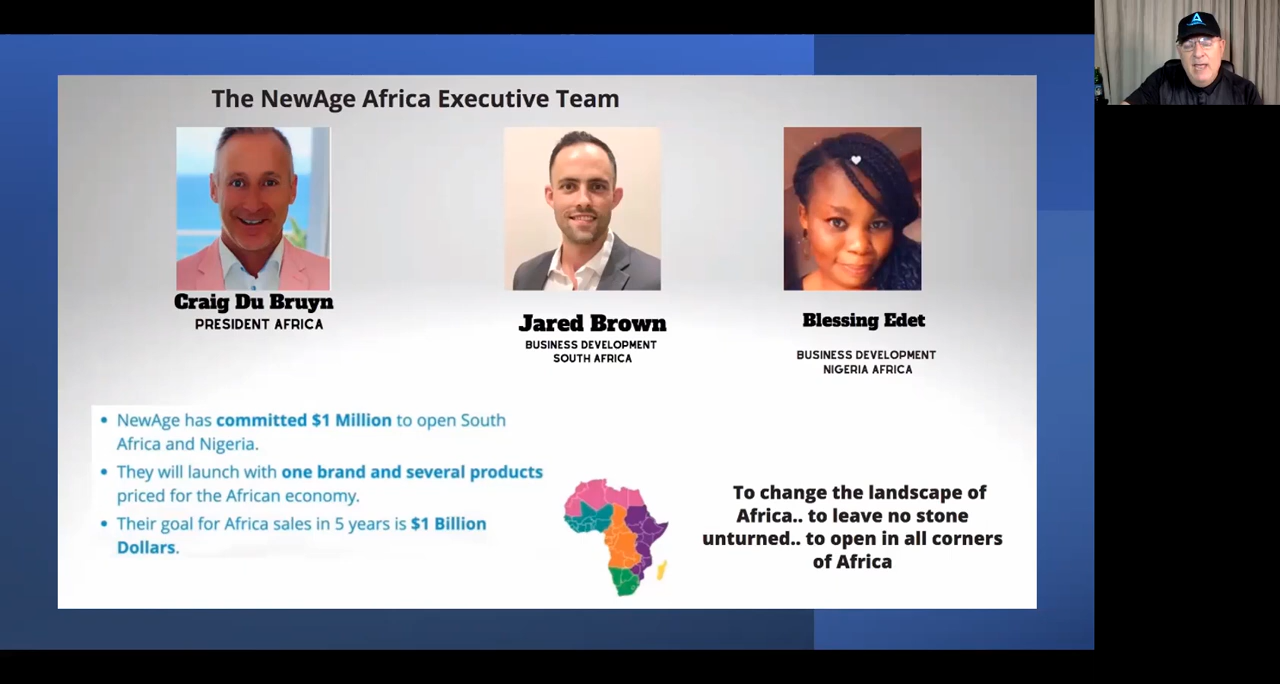 The NewAge Africa Executive Team
Craig Du Bruyn
PRESIDENT AFRICA
Jared Brown
BUSINESS DEVELOPMENT
SOUTH AFRICA
Blessing Edet
BUSINESS DEVELOPMENT
NIGERIA AFRICA
• NewAge has committed $1 Million to open South
Africa and Nigeria.
• They will launch with one brand and several products
priced for the African economy.
• Their goal for Africa sales in 5 years is $1 Billion
Dollars.
To change the landscape of
Africa.. to leave no stone
unturned.. to open in all corners
of Africa